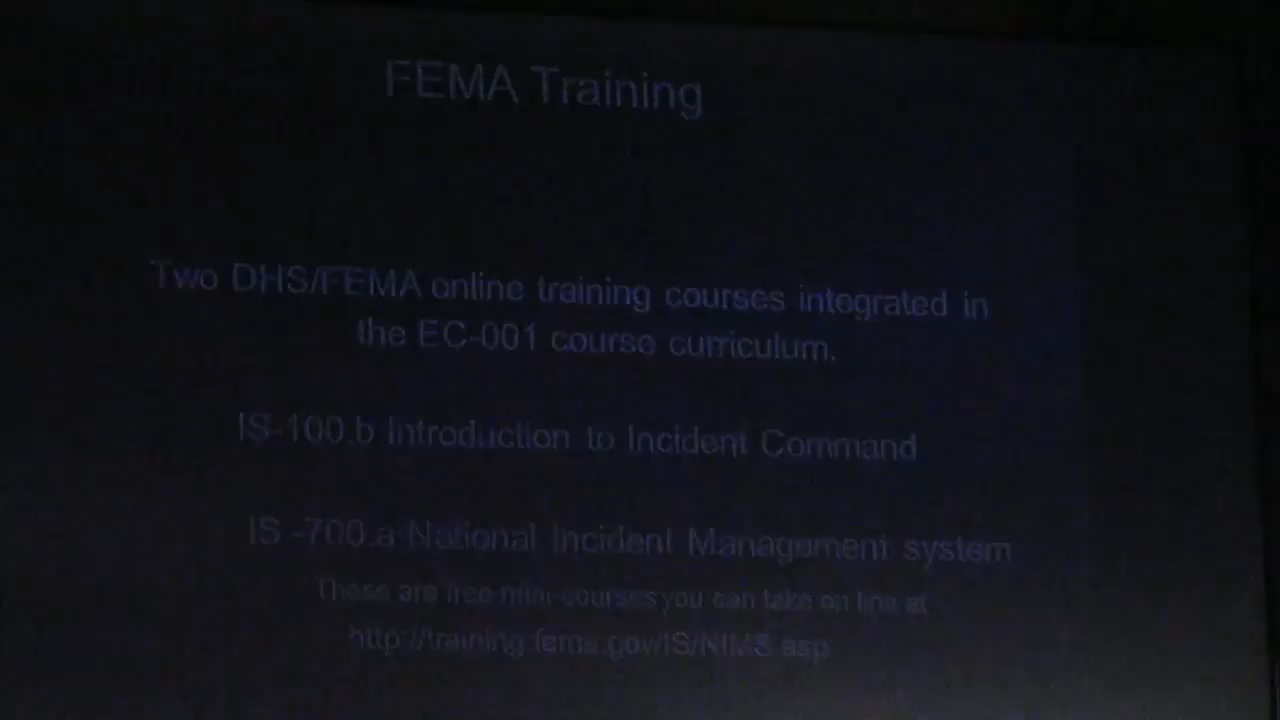 FEMA Training
Two DHS/FEMA online training courses integrated in
the EC-001 course curriculum.
IS-100.b Introduction to Incident Command
IS -700.a National Incident Management system
These are free mini-courses you can take on line at
http://training.fema.gov/IS/NIMS.asp